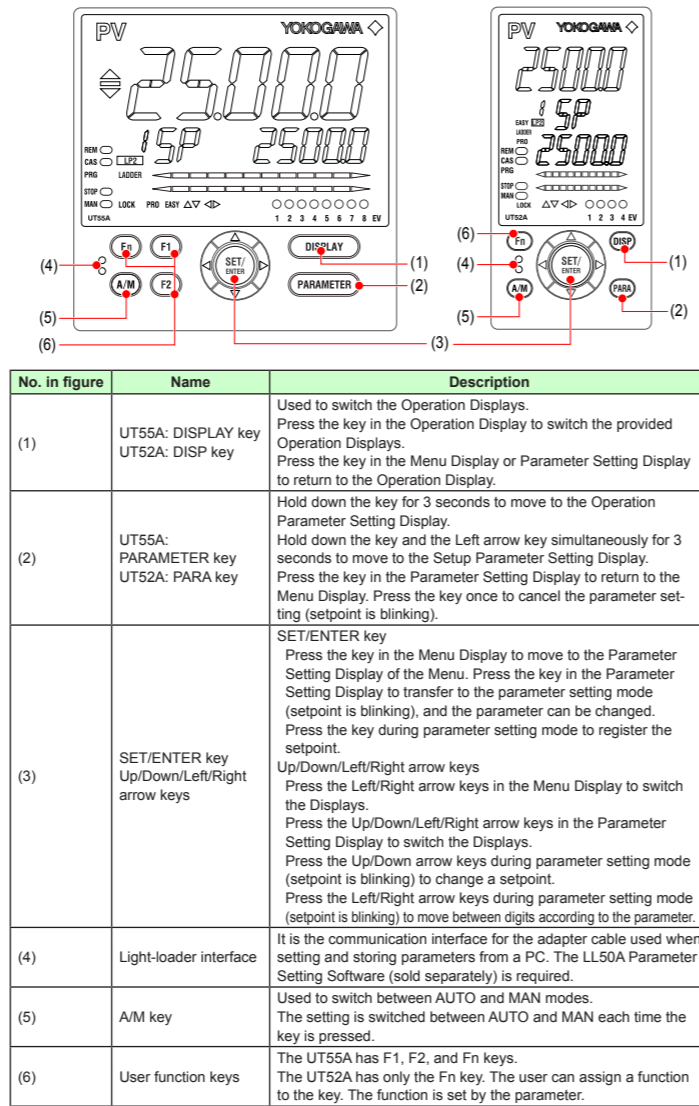 PV
YOKOGAWA
25000
1 SP 25000
REM
CAS LP2
PRG LADDER
STOP
MAN LOCK PRO EASY
UT55A 1 2 3 4 5 6 7 8 EV
Fn F1 SET/ENTER DISPLAY
A/M F2 PARAMETER
(4)
(5)
(6)
(1)
(2)
(3)
PV
YOKOGAWA
25000
1 SP
EASY LP2
LADDER
PRO
25000
REM
CAS
PRG
STOP
MAN
LOCK
UT52A 1 2 3 4 EV
Fn SET/ENTER DISP
A/M PARA
(6)
(4)
(5)
(1)
(2)
No. in figure Name Description
(1)
UT55A: DISPLAY key
UT52A: DISP key
Used to switch the Operation Displays.
Press the key in the Operation Display to switch the provided
Operation Displays.
Press the key in the Menu Display or Parameter Setting Display
to return to the Operation Display.
(2)
UT55A:
PARAMETER key
UT52A: PARA key
Hold down the key for 3 seconds to move to the Operation
Parameter Setting Display.
Hold down the key and the Left arrow key simultaneously for 3
seconds to move to the Setup Parameter Setting Display.
Press the key in the Parameter Setting Display to return to the
Menu Display. Press the key once to cancel the parameter set-
ting (setpoint is blinking).
(3)
SET/ENTER key
Up/Down/Left/Right
arrow keys
SET/ENTER key
Press the key in the Menu Display to move to the Parameter
Setting Display of the Menu. Press the key in the Parameter
Setting Display to transfer to the parameter setting mode
(setpoint is blinking), and the parameter can be changed.
Press the key during parameter setting mode to register the
setpoint.
Up/Down/Left/Right arrow keys
Press the Left/Right arrow keys in the Menu Display to switch
the Displays.
Press the Up/Down/Left/Right arrow keys in the Parameter
Setting Display to switch the Displays.
Press the Up/Down arrow keys during parameter setting mode
(setpoint is blinking) to change a setpoint.
Press the Left/Right arrow keys during parameter setting mode
(setpoint is blinking) to move between digits according to the parameter.
(4)
Light-loader interface
It is the communication interface for the adapter cable used when
setting and storing parameters from a PC. The LL50A Parameter
Setting Software (sold separately) is required.
(5)
A/M key
Used to switch between AUTO and MAN modes.
The setting is switched between AUTO and MAN each time the
key is pressed.
(6)
User function keys
The UT55A has F1, F2, and Fn keys.
The UT52A has only the Fn key. The user can assign a function
to the key. The function is set by the parameter.